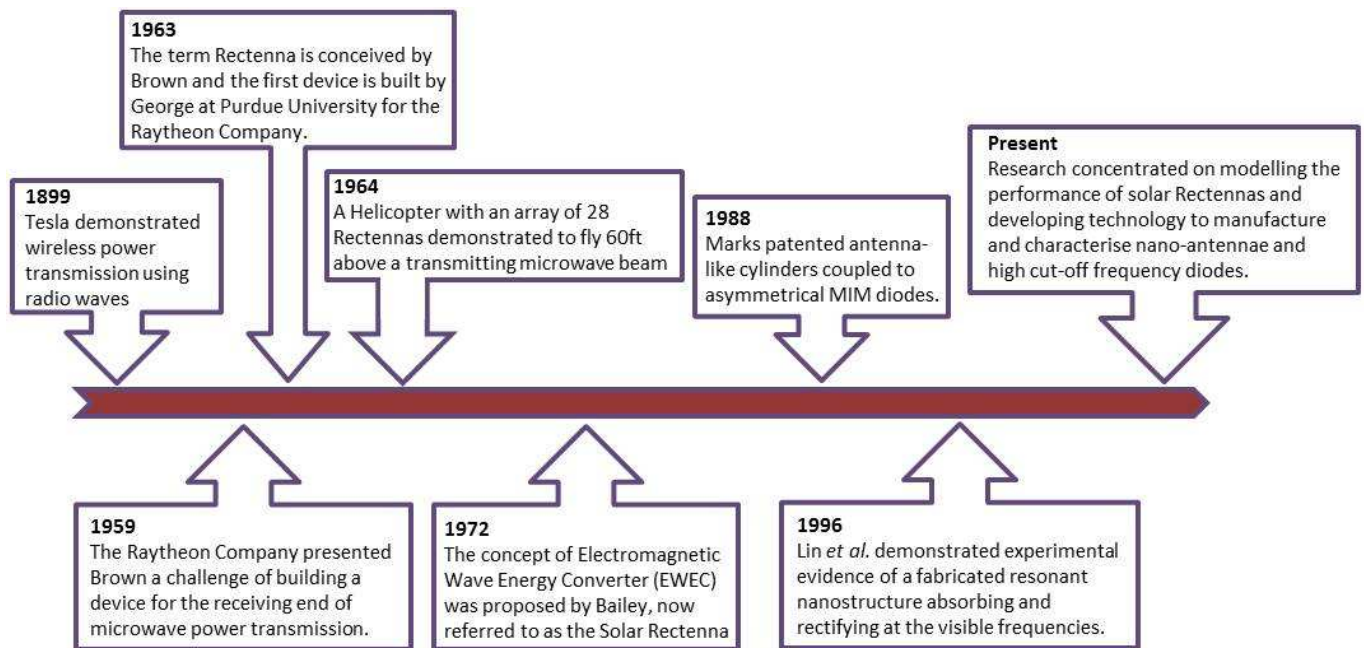 1963
The term Rectenna is conceived by
Brown and the first device is built by
George at Purdue University for the
Raytheon Company.
Present
Research concentrated on modelling the
performance of solar Rectennas and
developing technology to manufacture
and characterise nano-antennae and
high cut-off frequency diodes.
1899
Tesla demonstrated
wireless power
transmission using
radio waves
1964
A Helicopter with an array of 28
Rectennas demonstrated to fly 60ft
above a transmitting microwave beam
1988
Marks patented antenna-
like cylinders coupled to
asymmetrical MIM diodes.
1959
The Raytheon Company presented
Brown a challenge of building a
device for the receiving end of
microwave power transmission.
1972
The concept of Electromagnetic
Wave Energy Converter (EWEC)
was proposed by Bailey, now
referred to as the Solar Rectenna
1996
Lin et al. demonstrated experimental
evidence of a fabricated resonant
nanostructure absorbing and
rectifying at the visible frequencies.